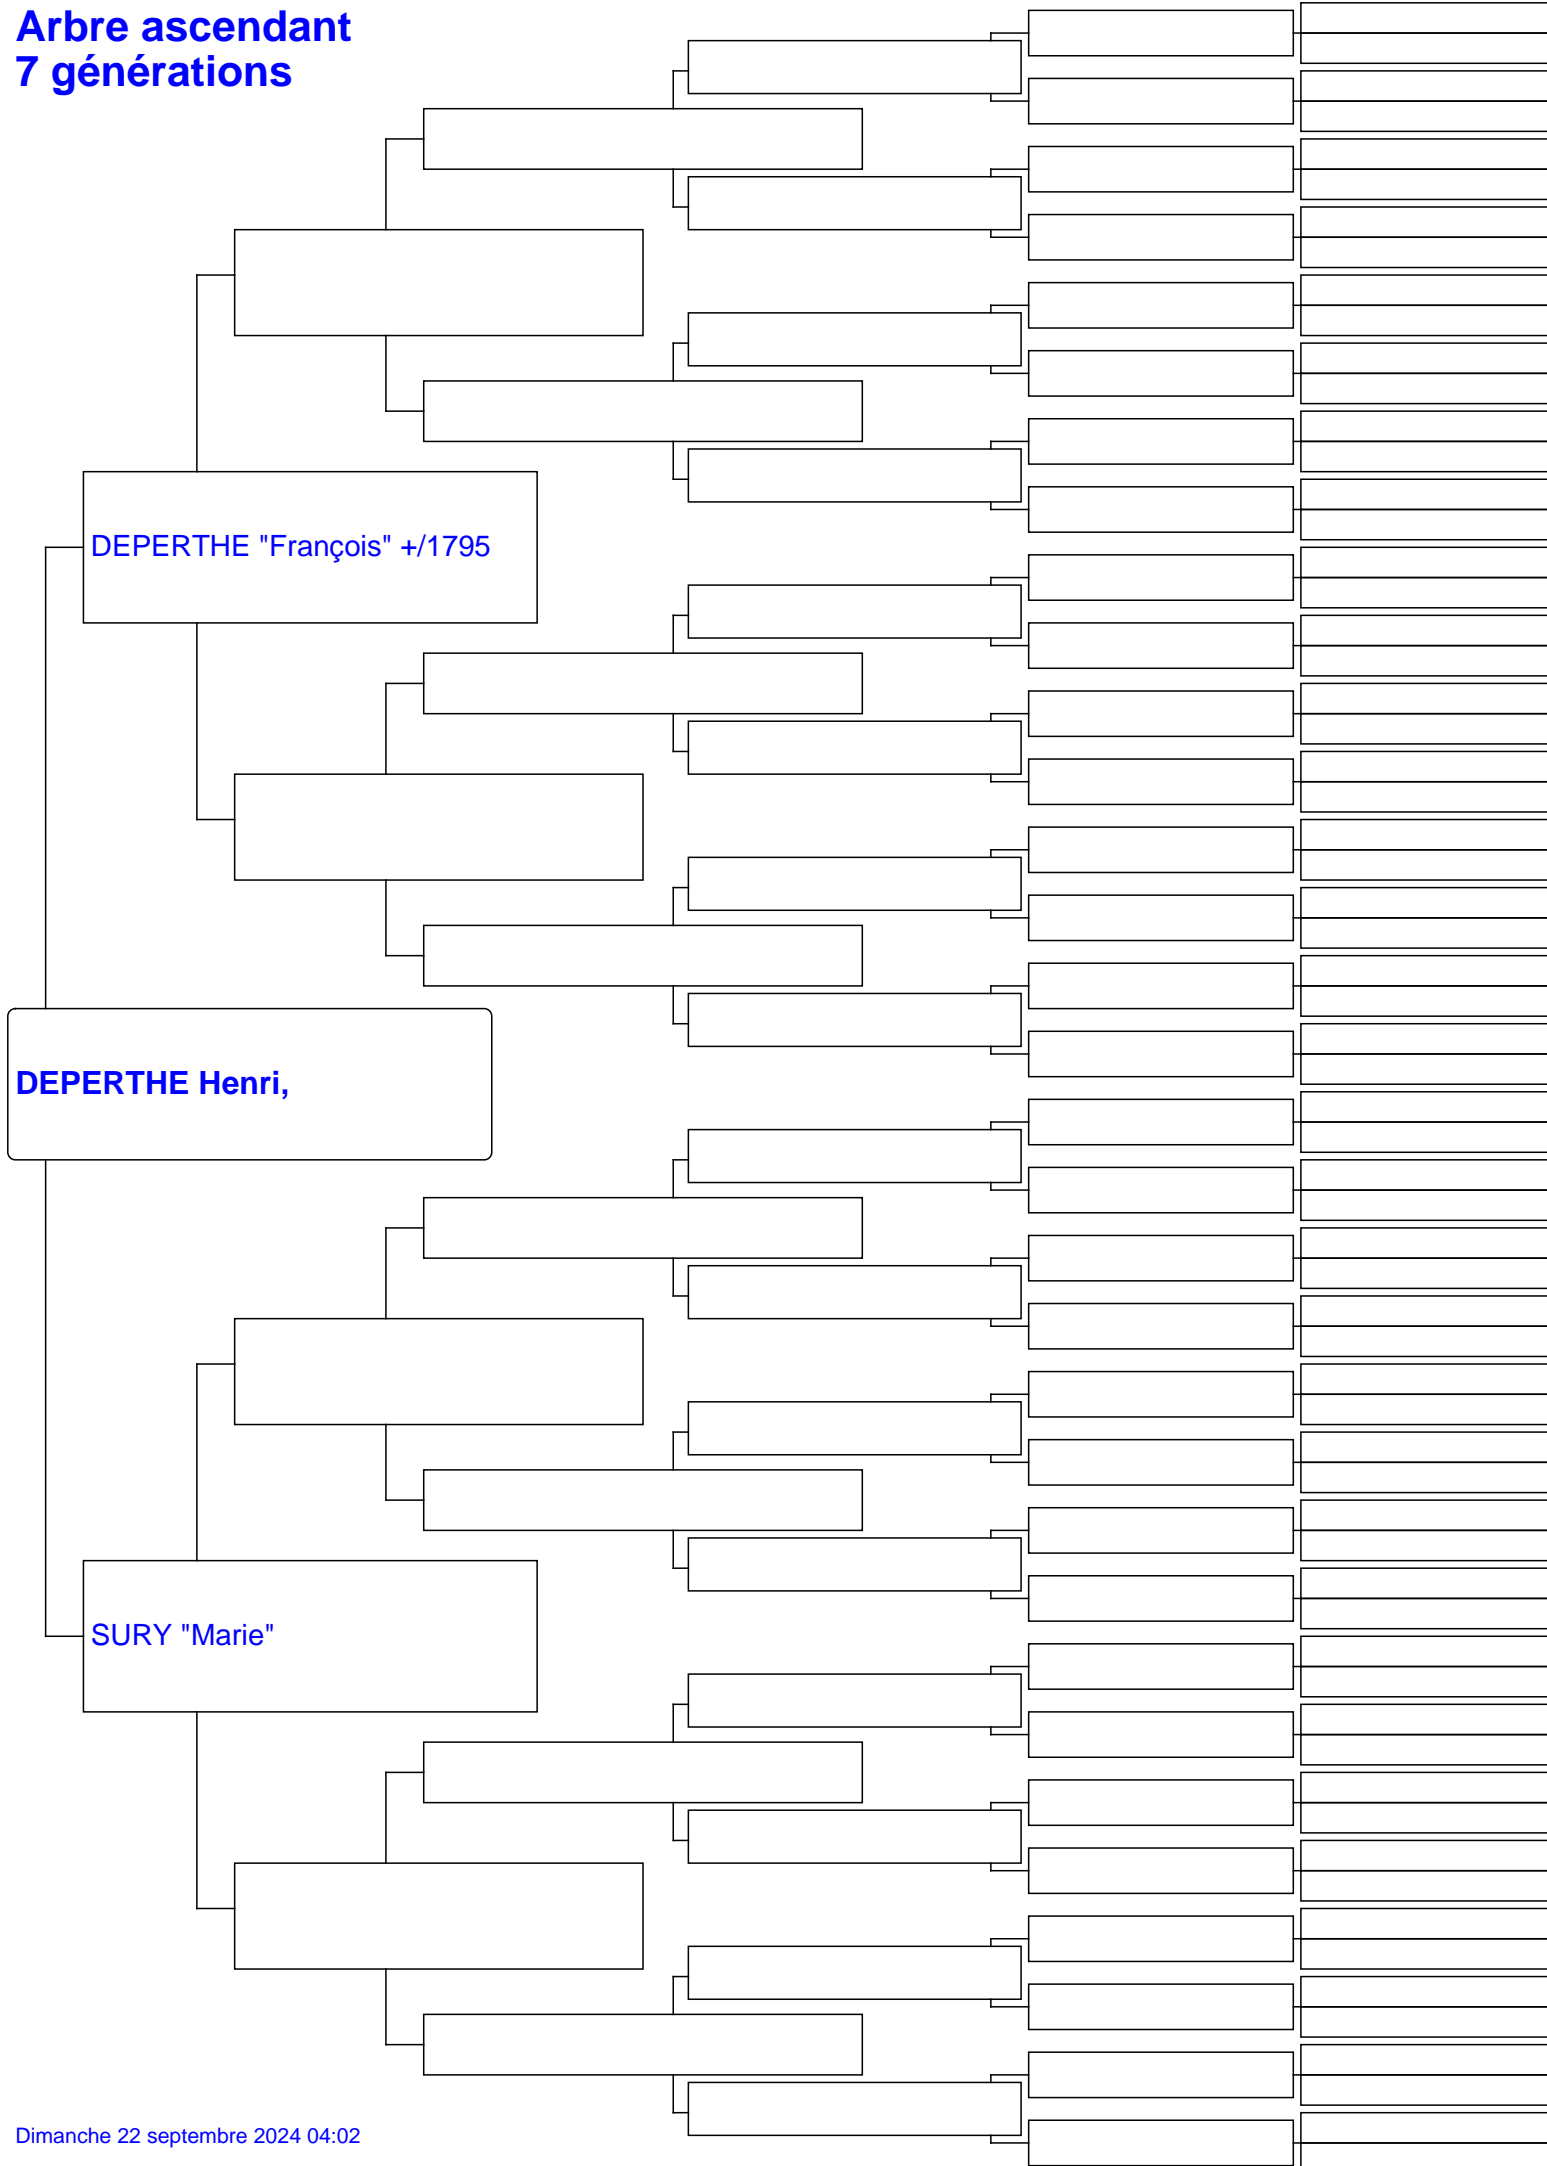 Arbre ascendant
7 générations
DEPERTHE "François" +/1795
DEPERTHE Henri,
SURY "Marie"
Dimanche 22 septembre 2024 04:02